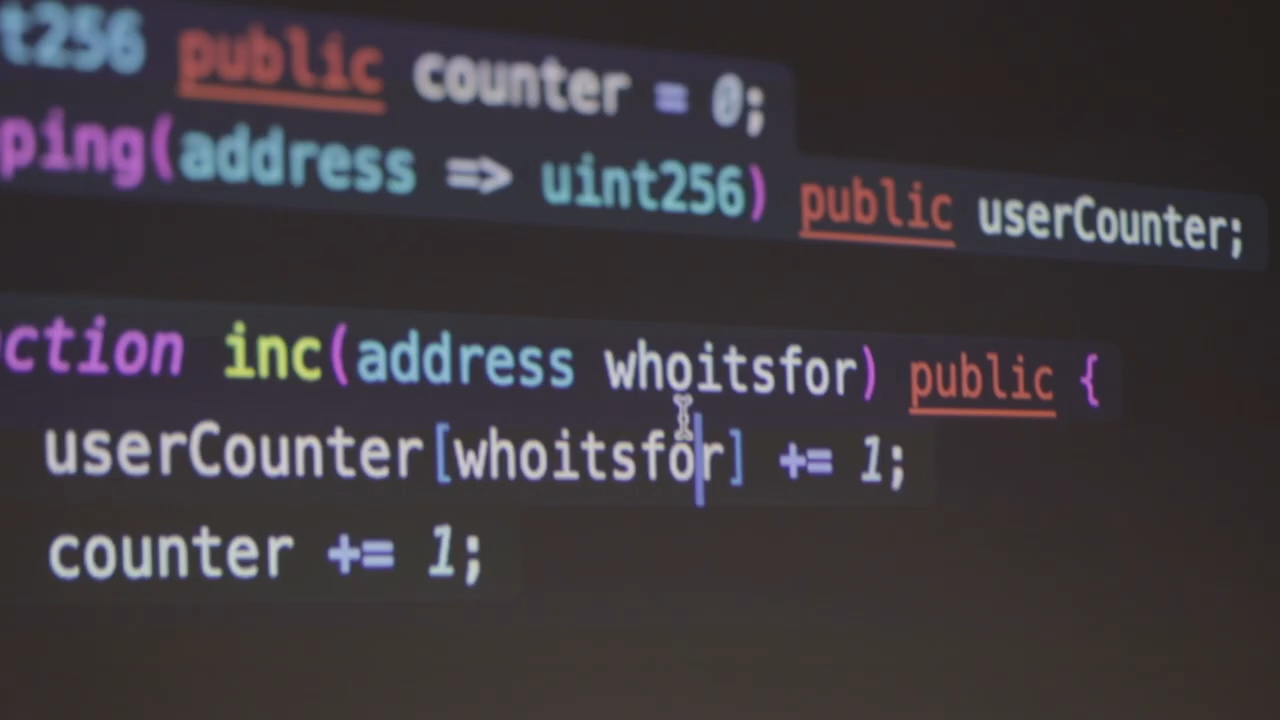 t256 public counter = 0;
ping(address => uint256) public userCounter;
ction inc(address whoitsfor) public {
userCounter[whoitsfor] += 1;
counter += 1;